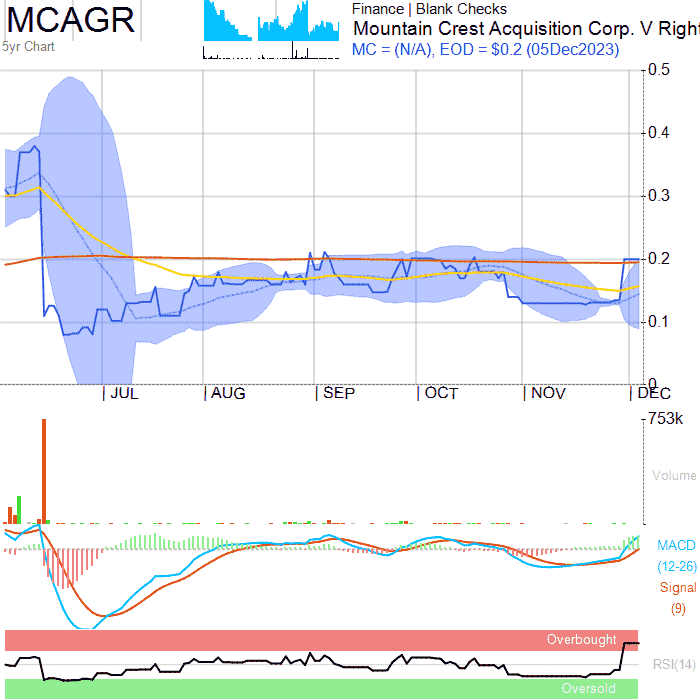 MCAGR
5yr Chart
Finance | Blank Checks
Mountain Crest Acquisition Corp. V Right
MC = (N/A), EOD = $0.2 (05Dec2023)
0.5
0.4
0.3
0.2
0.1
0
JUL AUG SEP OCT NOV DEC
753k
Volume
MACD
(12-26)
Signal
(9)
Overbought
RSI(14)
Oversold